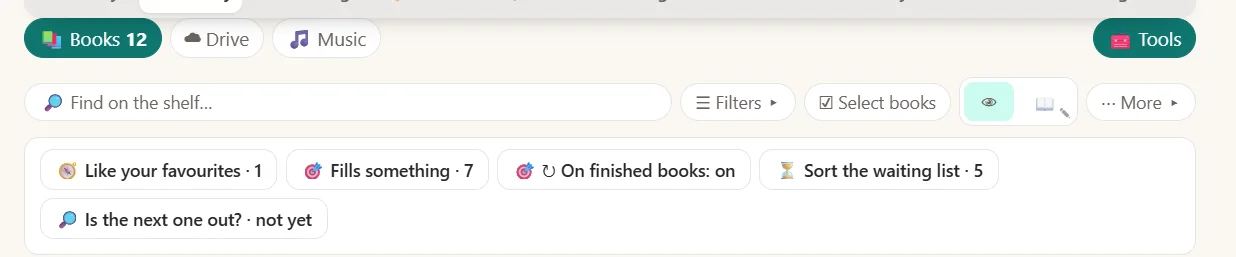 Books 12 Drive Music Tools
Find on the shelf... Filters Select books ··· More
Like your favourites · 1 Fills something · 7 On finished books: on Sort the waiting list · 5
Is the next one out? · not yet